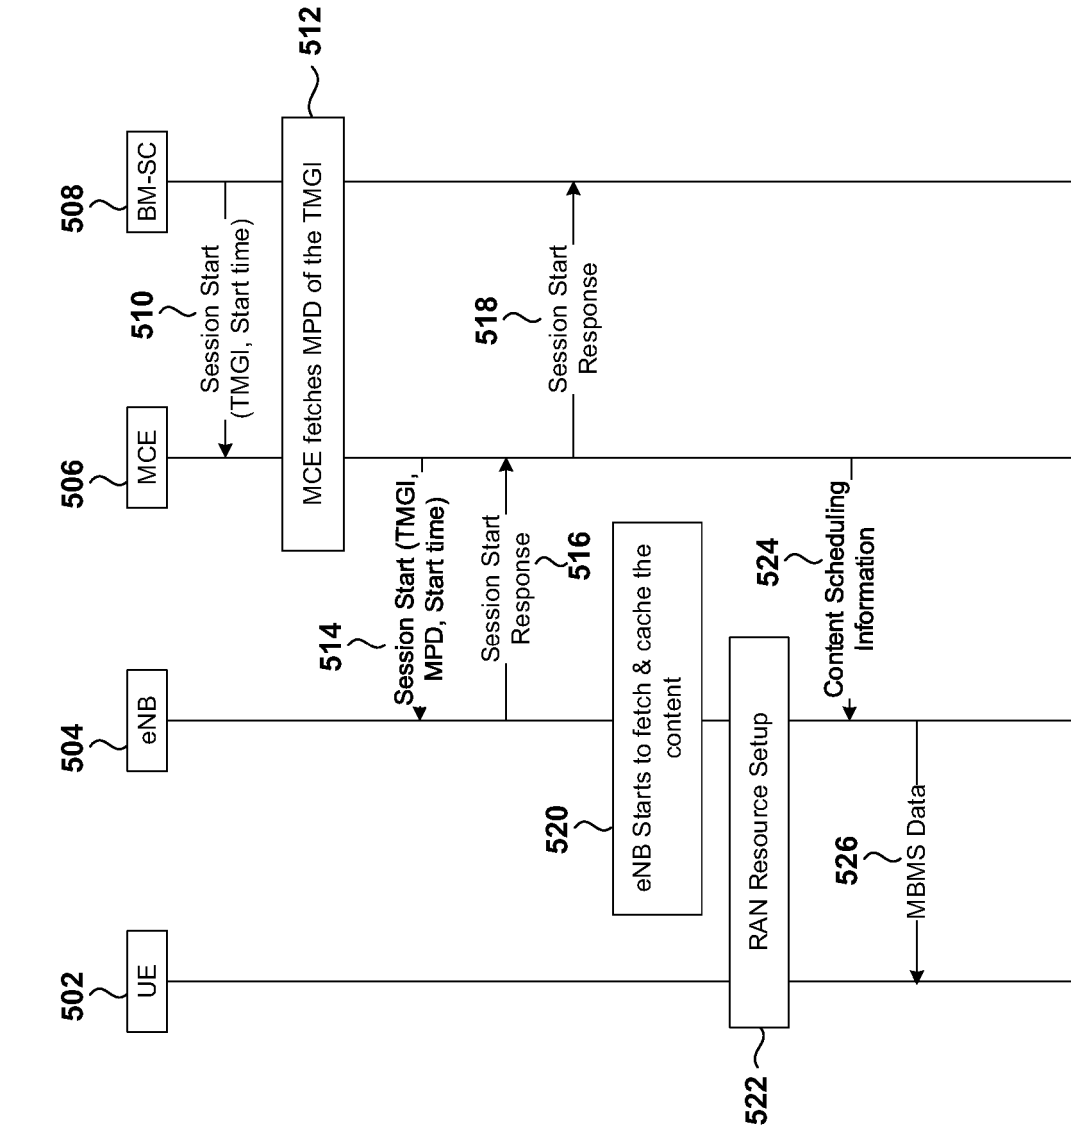 502
504
506
508
UE
eNB
MCE
BM-SC
510
Session Start
(TMGI, Start time)
512
MCE fetches MPD of the TMGI
514
Session Start (TMGI,
MPD, Start time)
Session Start
Response
516
518
Session Start
Response
520
eNB Starts to fetch & cache the
content
522
RAN Resource Setup
524
Content Scheduling
Information
526
MBMS Data